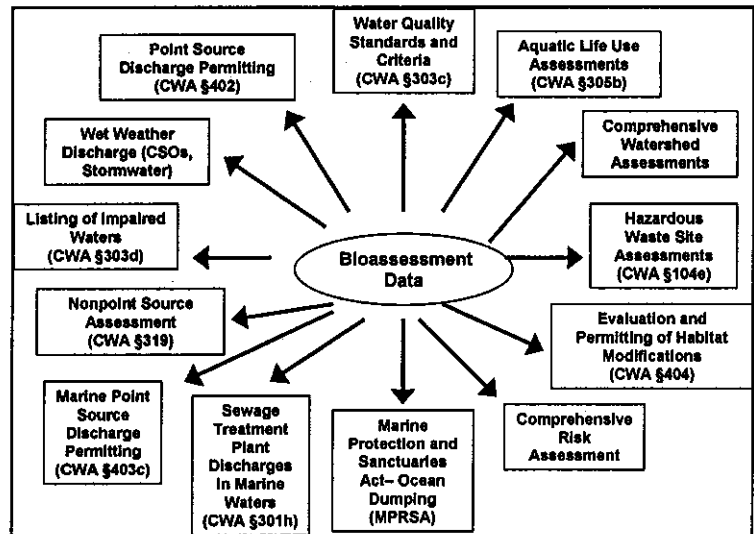 Water Quality
Standards and
Criteria
(CWA §303c)
Point Source
Discharge Permitting
(CWA §402)
Aquatic Life Use
Assessments
(CWA §305b)
Wet Weather
Discharge (CSOs,
Stormwater)
Comprehensive
Watershed
Assessments
Listing of Impaired
Waters
(CWA §303d)
Bioassessment
Data
Hazardous
Waste Site
Assessments
(CWA §104e)
Nonpoint Source
Assessment
(CWA §319)
Evaluation and
Permitting of Habitat
Modifications
(CWA §404)
Marine Point
Source
Discharge
Permitting
(CWA §403c)
Sewage
Treatment
Plant
Discharges
In Marine
Waters
(CWA §301h)
Marine
Protection and
Sanctuaries
Act– Ocean
Dumping
(MPRSA)
Comprehensive
Risk
Assessment